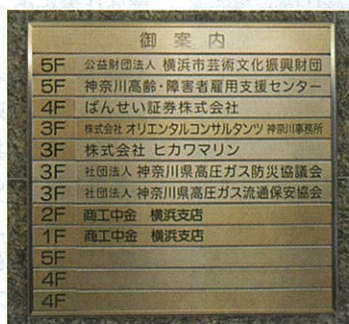 御案内
5F 公益財団法人 横浜市芸術文化振興財団
5F 神奈川高齢・障害者雇用支援センター
4F ばんせい証券株式会社
3F 株式会社 オリエンタルコンサルタンツ 神奈川事務所
3F 株式会社 ヒカワマリン
3F 社団法人 神奈川県高圧ガス防災協議会
3F 社団法人 神奈川県高圧ガス流通保安協会
2F 商工中金 横浜支店
1F 商工中金 横浜支店
5F
4F
4F